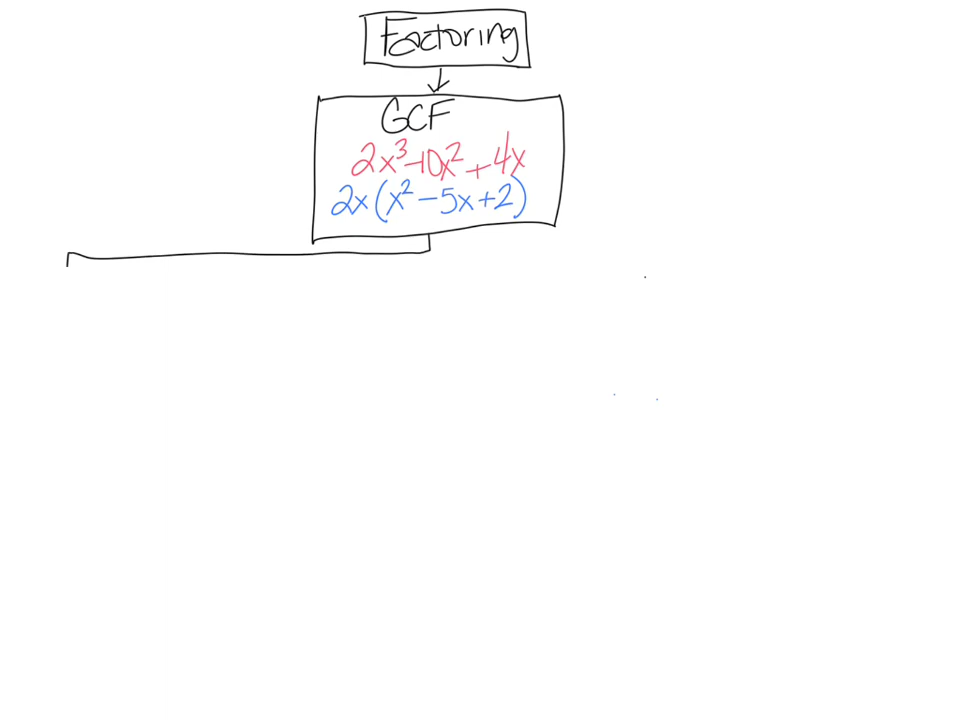 Factoring
GCF
2x³-10x²+4x
2x(x²-5x+2)